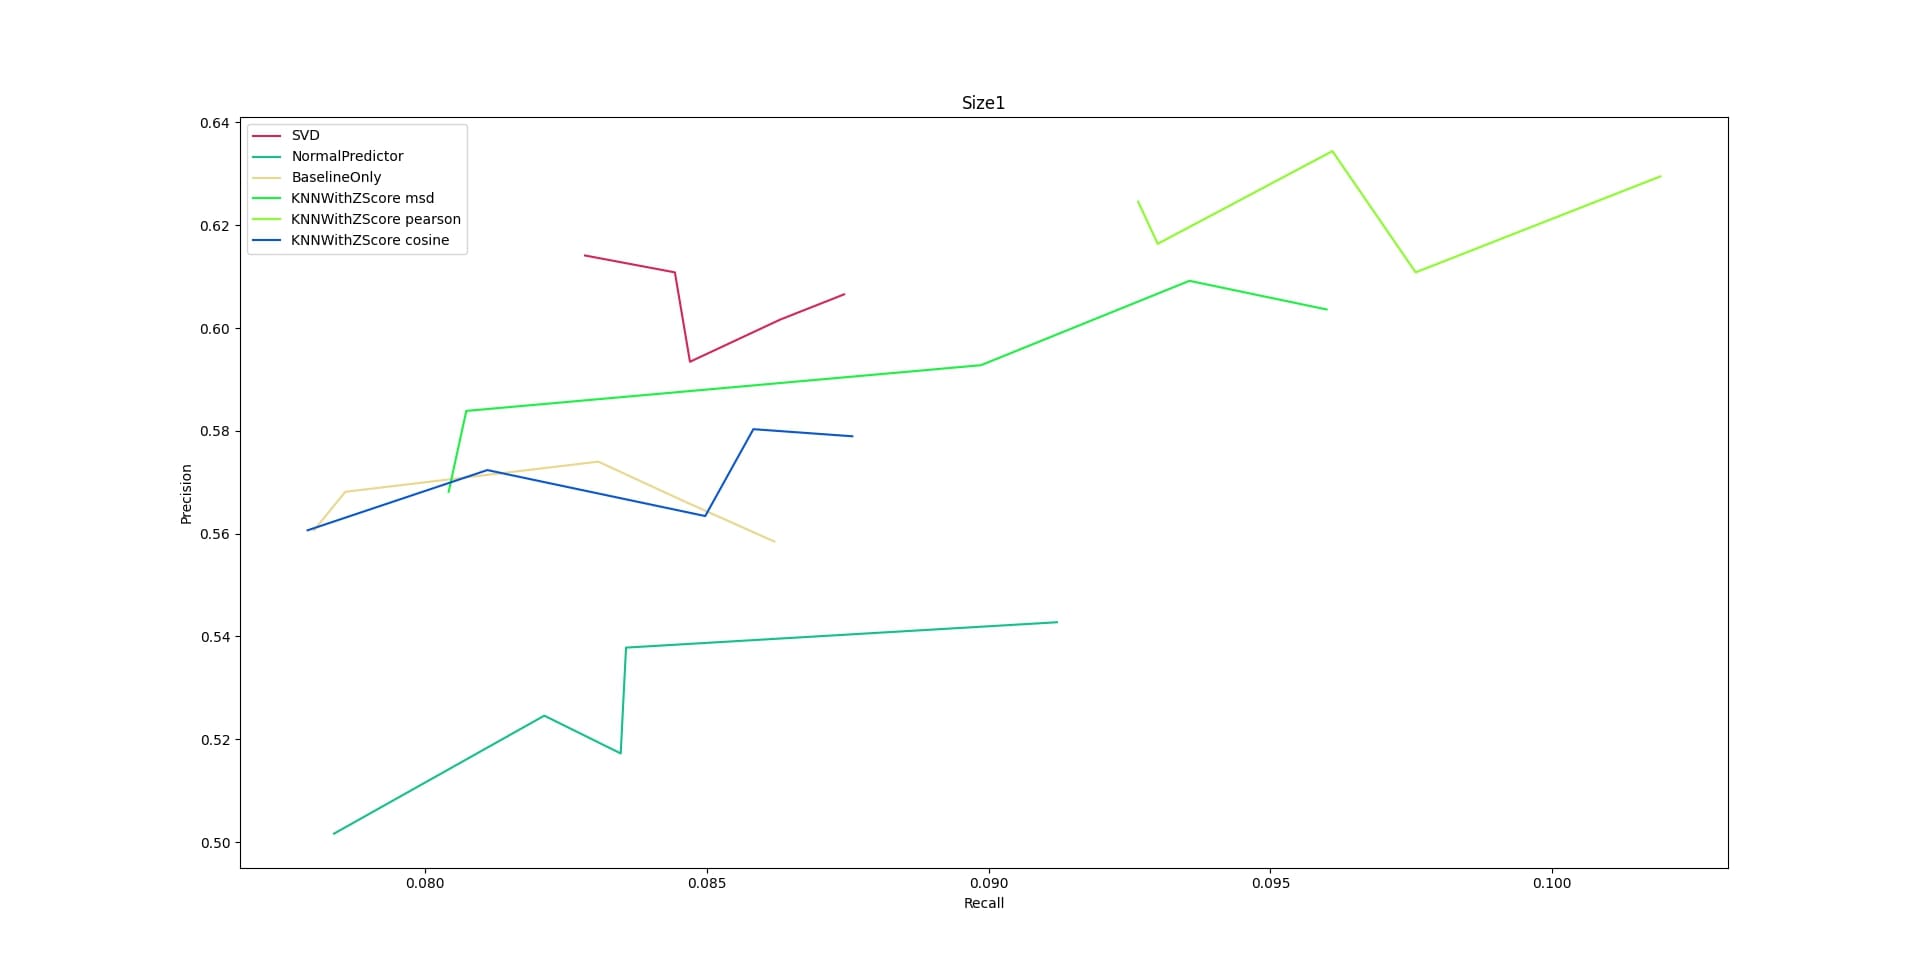 Size1
0.64
0.62
0.60
0.58
0.56
0.54
0.52
0.50
Precision
SVD
NormalPredictor
BaselineOnly
KNNWithZScore msd
KNNWithZScore pearson
KNNWithZScore cosine
0.080 0.085 0.090 0.095 0.100
Recall